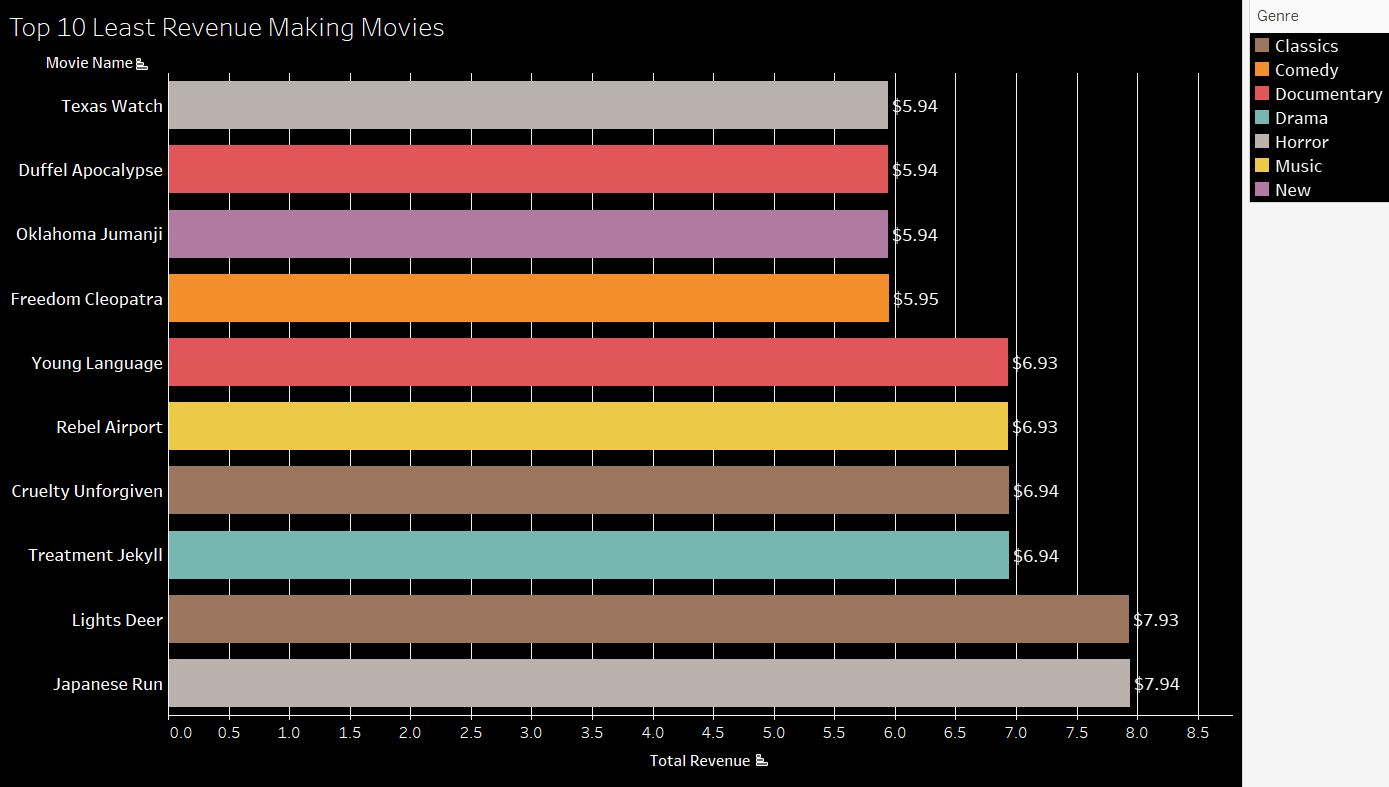 Top 10 Least Revenue Making Movies
Movie Name
Texas Watch $5.94
Duffel Apocalypse $5.94
Oklahoma Jumanji $5.94
Freedom Cleopatra $5.95
Young Language $6.93
Rebel Airport $6.93
Cruelty Unforgiven $6.94
Treatment Jekyll $6.94
Lights Deer $7.93
Japanese Run $7.94
0.0 0.5 1.0 1.5 2.0 2.5 3.0 3.5 4.0 4.5 5.0 5.5 6.0 6.5 7.0 7.5 8.0 8.5
Total Revenue
Genre
Classics
Comedy
Documentary
Drama
Horror
Music
New